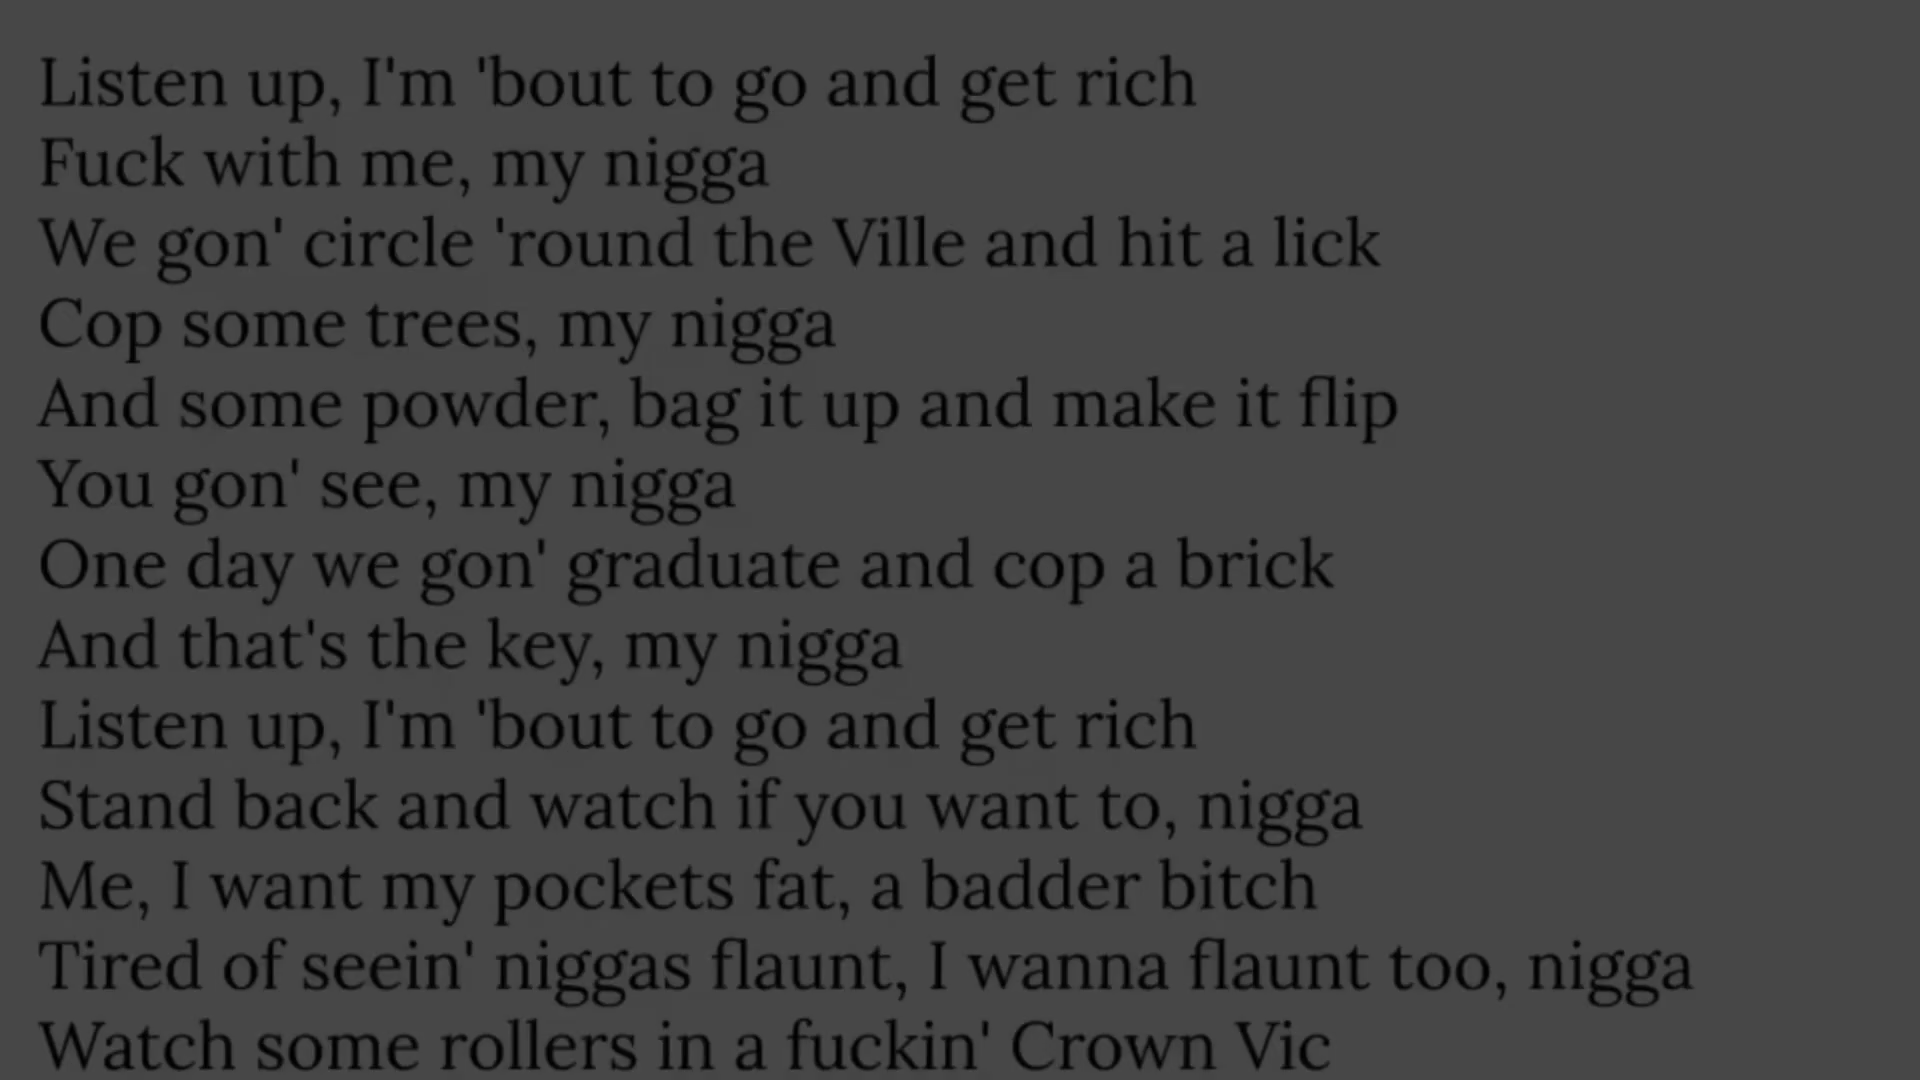 Listen up, I'm 'bout to go and get rich
Fuck with me, my nigga
We gon' circle 'round the Ville and hit a lick
Cop some trees, my nigga
And some powder, bag it up and make it flip
You gon' see, my nigga
One day we gon' graduate and cop a brick
And that's the key, my nigga
Listen up, I'm 'bout to go and get rich
Stand back and watch if you want to, nigga
Me, I want my pockets fat, a badder bitch
Tired of seein' niggas flaunt, I wanna flaunt too, nigga
Watch some rollers in a fuckin' Crown Vic